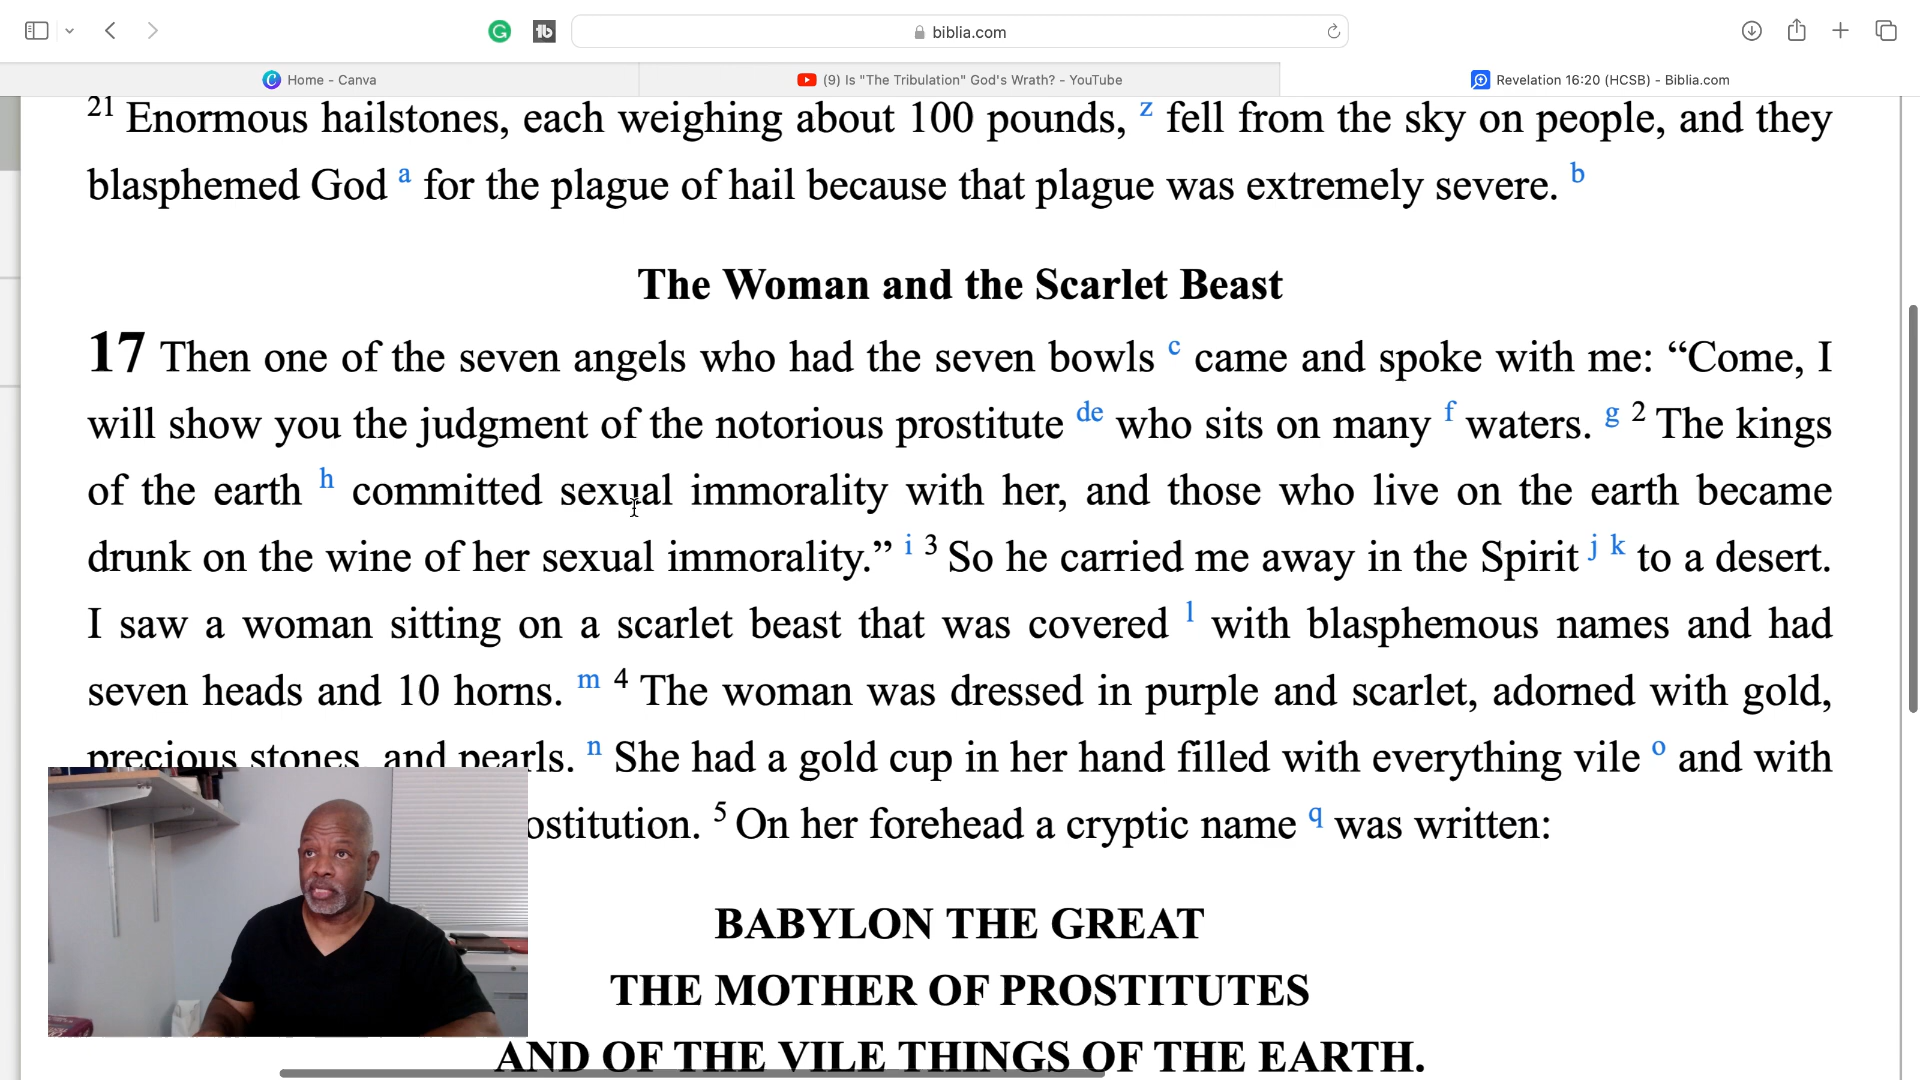 biblia.com
Home - Canva
(9) Is "The Tribulation" God's Wrath? - YouTube
Revelation 16:20 (HCSB) - Biblia.com
21 Enormous hailstones, each weighing about 100 pounds, z fell from the sky on people, and they
blasphemed God a for the plague of hail because that plague was extremely severe. b
The Woman and the Scarlet Beast
17 Then one of the seven angels who had the seven bowls c came and spoke with me: “Come, I
will show you the judgment of the notorious prostitute de who sits on many f waters. g 2 The kings
of the earth h committed sexual immorality with her, and those who live on the earth became
drunk on the wine of her sexual immorality.” i 3 So he carried me away in the Spirit j k to a desert.
I saw a woman sitting on a scarlet beast that was covered l with blasphemous names and had
seven heads and 10 horns. m 4 The woman was dressed in purple and scarlet, adorned with gold,
precious stones, and pearls. n She had a gold cup in her hand filled with everything vile o and with
ostitution. 5 On her forehead a cryptic name q was written:
BABYLON THE GREAT
THE MOTHER OF PROSTITUTES
AND OF THE VILE THINGS OF THE EARTH.